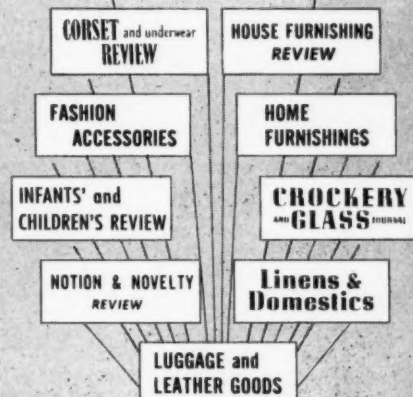 CORSET and underwear
REVIEW
HOUSE FURNISHING
REVIEW
FASHION
ACCESSORIES
HOME
FURNISHINGS
INFANTS' and
CHILDREN'S REVIEW
CROCKERY
AND GLASS JOURNAL
NOTION & NOVELTY
REVIEW
Linens &
Domestics
LUGGAGE and
LEATHER GOODS